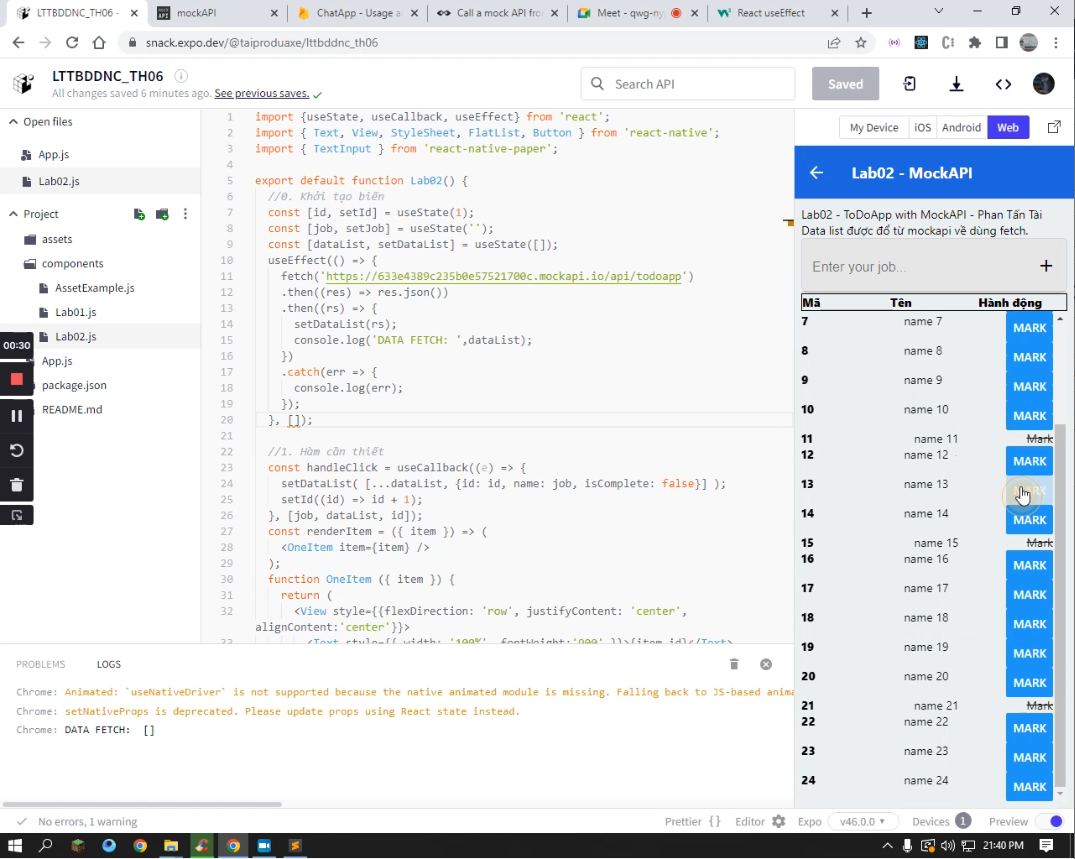 LTTBDDNC_TH06 -
mockAPI
ChatApp - Usage a
Call a mock API fron
Meet - qwg-ny
React useEffect
snack.expo.dev/@taiproduaxe/lttbddnc_th06
LTTBDDNC_TH06
All changes saved 6 minutes ago. See previous saves.
Search API
Saved
Open files
App.js
Lab02.js
Project
assets
components
AssetExample.js
Lab01.js
Lab02.js
App.js
package.json
README.md
00:30
1 import {useState, useCallback, useEffect} from 'react';
2 import { Text, View, StyleSheet, FlatList, Button } from 'react-native';
3 import { TextInput } from 'react-native-paper';
4
5 export default function Lab02() {
6 //0. Khởi tạo biến
7 const [id, setId] = useState(1);
8 const [job, setJob] = useState('');
9 const [dataList, setDataList] = useState([]);
10 useEffect(() => {
11 fetch('https://633e4389c235b0e57521700c.mockapi.io/api/todoapp')
12 .then((res) => res.json())
13 .then((rs) => {
14 setDataList(rs);
15 console.log('DATA FETCH: ',dataList);
16 })
17 .catch(err => {
18 console.log(err);
19 });
20 }, []);
21
22 //1. Hàm cần thiết
23 const handleClick = useCallback((e) => {
24 setDataList( [...dataList, {id: id, name: job, isComplete: false}] );
25 setId((id) => id + 1);
26 }, [job, dataList, id]);
27 const renderItem = ({ item }) => (
28 <OneItem item={item} />
29 );
30 function OneItem ({ item }) {
31 return (
32 <View style={{flexDirection: 'row', justifyContent: 'center',
alignContent:'center'}}>
33 <Text style={{ width: '100%', fontWeight:'900' }}>{item.id}</Text>
PROBLEMS
LOGS
Chrome: Animated: `useNativeDriver` is not supported because the native animated module is missing. Falling back to JS-based anima
Chrome: setNativeProps is deprecated. Please update props using React state instead.
Chrome: DATA FETCH: []
My Device
iOS
Android
Web
Lab02 - MockAPI
Lab02 - ToDoApp with MockAPI - Phan Tấn Tài
Data list được đổ từ mockapi về dùng fetch.
Enter your job...
+
Mã Tên Hành động
7 name 7 MARK
8 name 8 MARK
9 name 9 MARK
10 name 10 MARK
11 name 11 Mark
12 name 12 MARK
13 name 13
14 name 14 MARK
15 name 15 Mark
16 name 16 MARK
17 name 17 MARK
18 name 18 MARK
19 name 19 MARK
20 name 20 MARK
21 name 21 Mark
22 name 22 MARK
23 name 23 MARK
24 name 24 MARK
No errors, 1 warning
Prettier {}
Editor
Expo
v46.0.0
Devices 1
Preview
21:40 PM